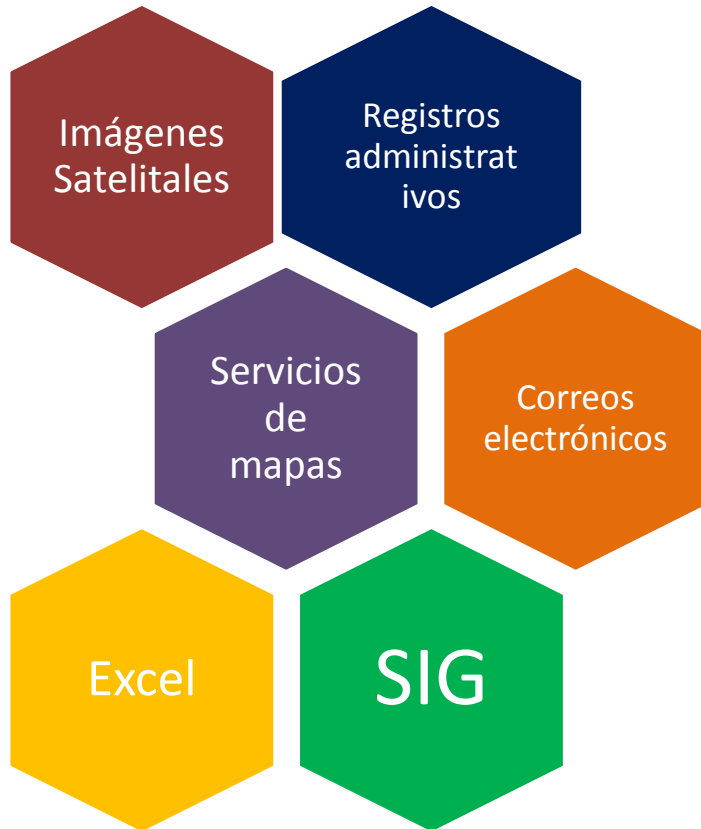 Imágenes
Satelitales
Registros
administrat
ivos
Servicios
de
mapas
Correos
electrónicos
Excel
SIG